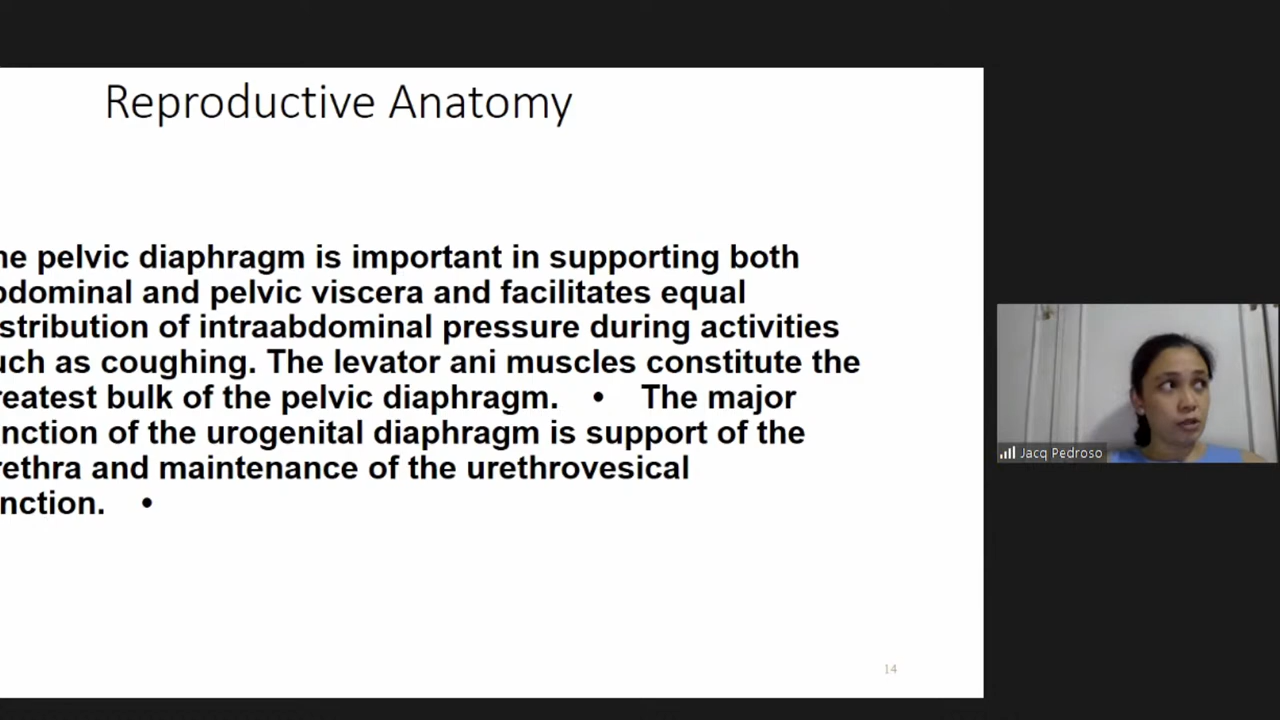 Reproductive Anatomy
he pelvic diaphragm is important in supporting both
bdominal and pelvic viscera and facilitates equal
istribution of intraabdominal pressure during activities
uch as coughing. The levator ani muscles constitute the
reatest bulk of the pelvic diaphragm. • The major
nction of the urogenital diaphragm is support of the
rethra and maintenance of the urethrovesical
nction. •
Jacq Pedroso
14